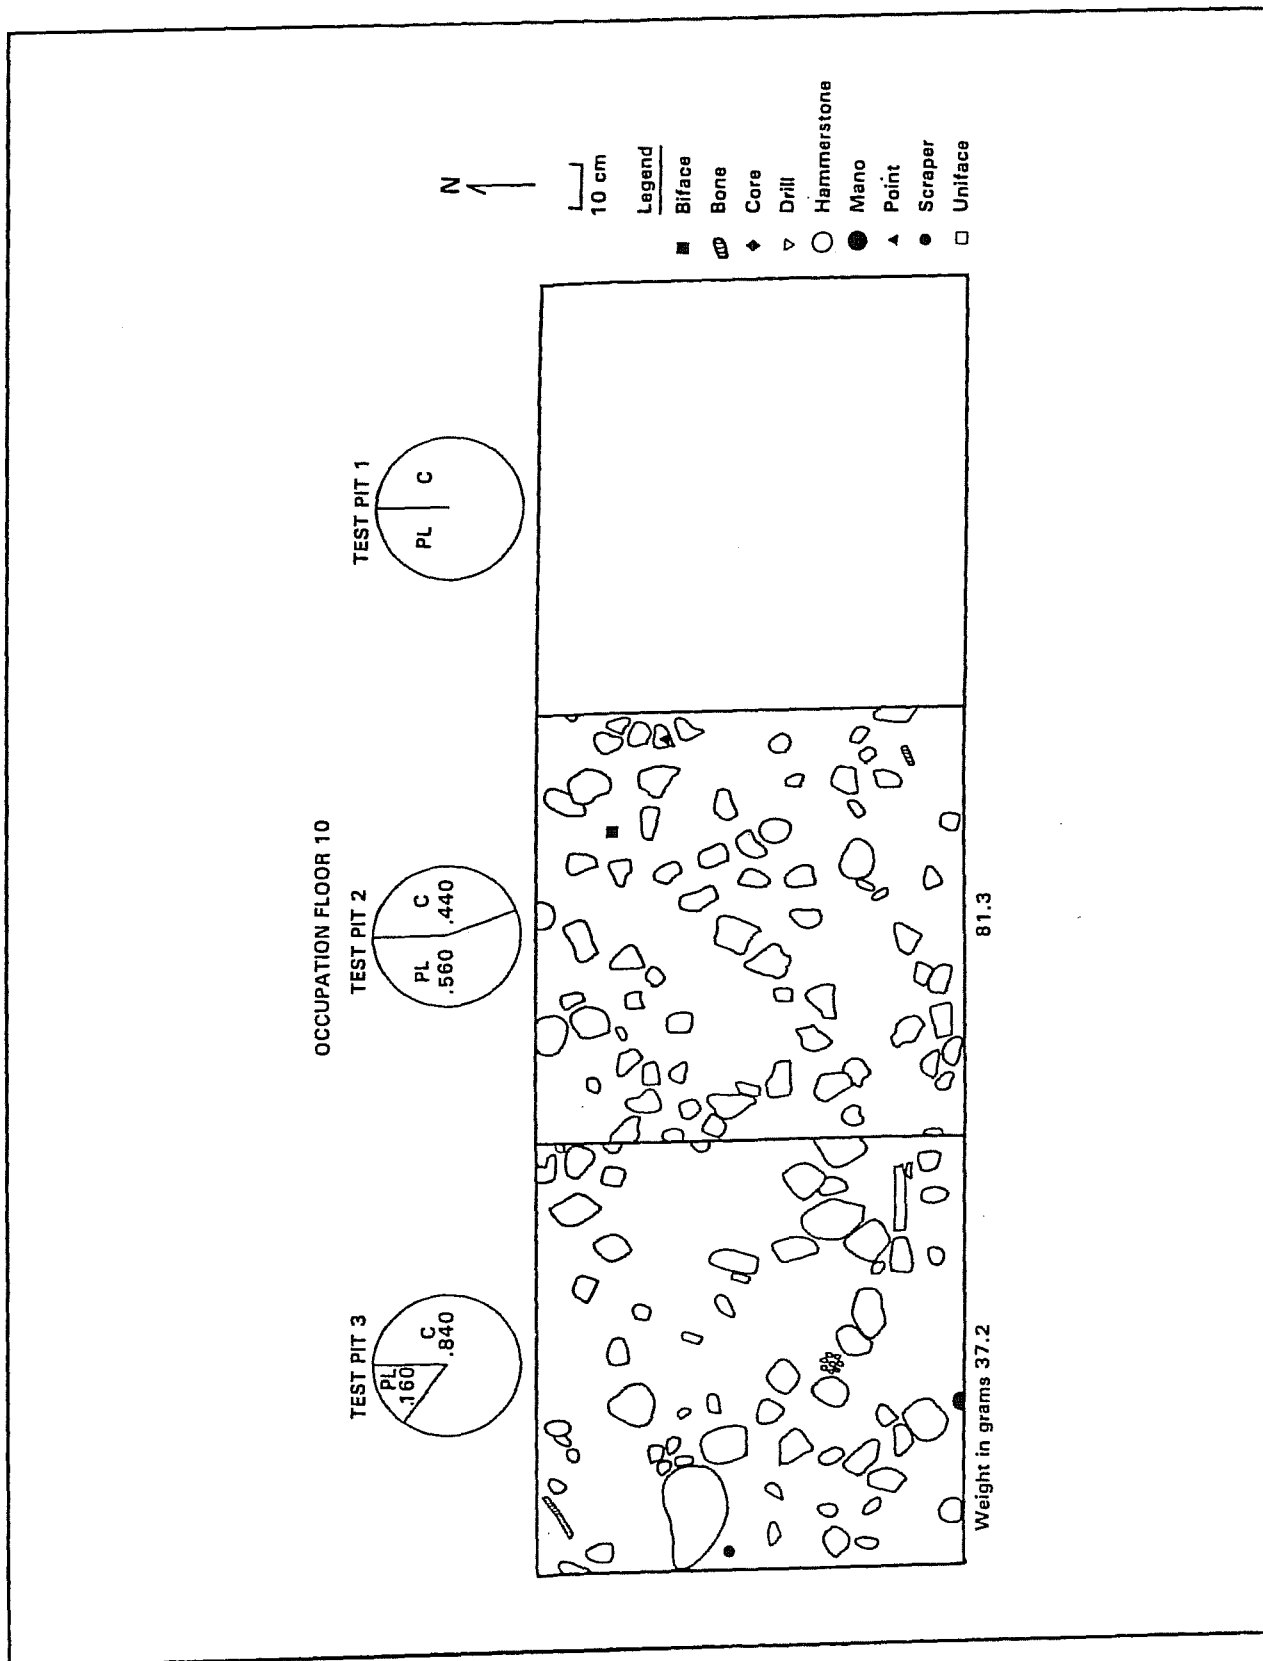 OCCUPATION FLOOR 10
TEST PIT 3
PL
.160
C
.840
TEST PIT 2
PL
.560
C
.440
TEST PIT 1
PL
C
N
10 cm
Legend
Biface
Bone
Core
Drill
Hammerstone
Mano
Point
Scraper
Uniface
Weight in grams 37.2
81.3